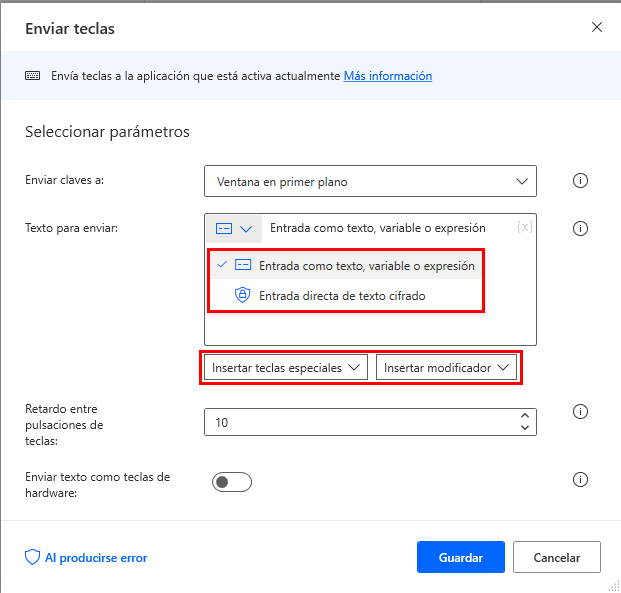 Enviar teclas
Envía teclas a la aplicación que está activa actualmente Más información
Seleccionar parámetros
Enviar claves a:
Ventana en primer plano
Texto para enviar:
Entrada como texto, variable o expresión
{x}
Entrada como texto, variable o expresión
Entrada directa de texto cifrado
Insertar teclas especiales
Insertar modificador
Retardo entre
pulsaciones de
teclas:
10
Enviar texto como teclas de
hardware:
Al producirse error
Guardar
Cancelar